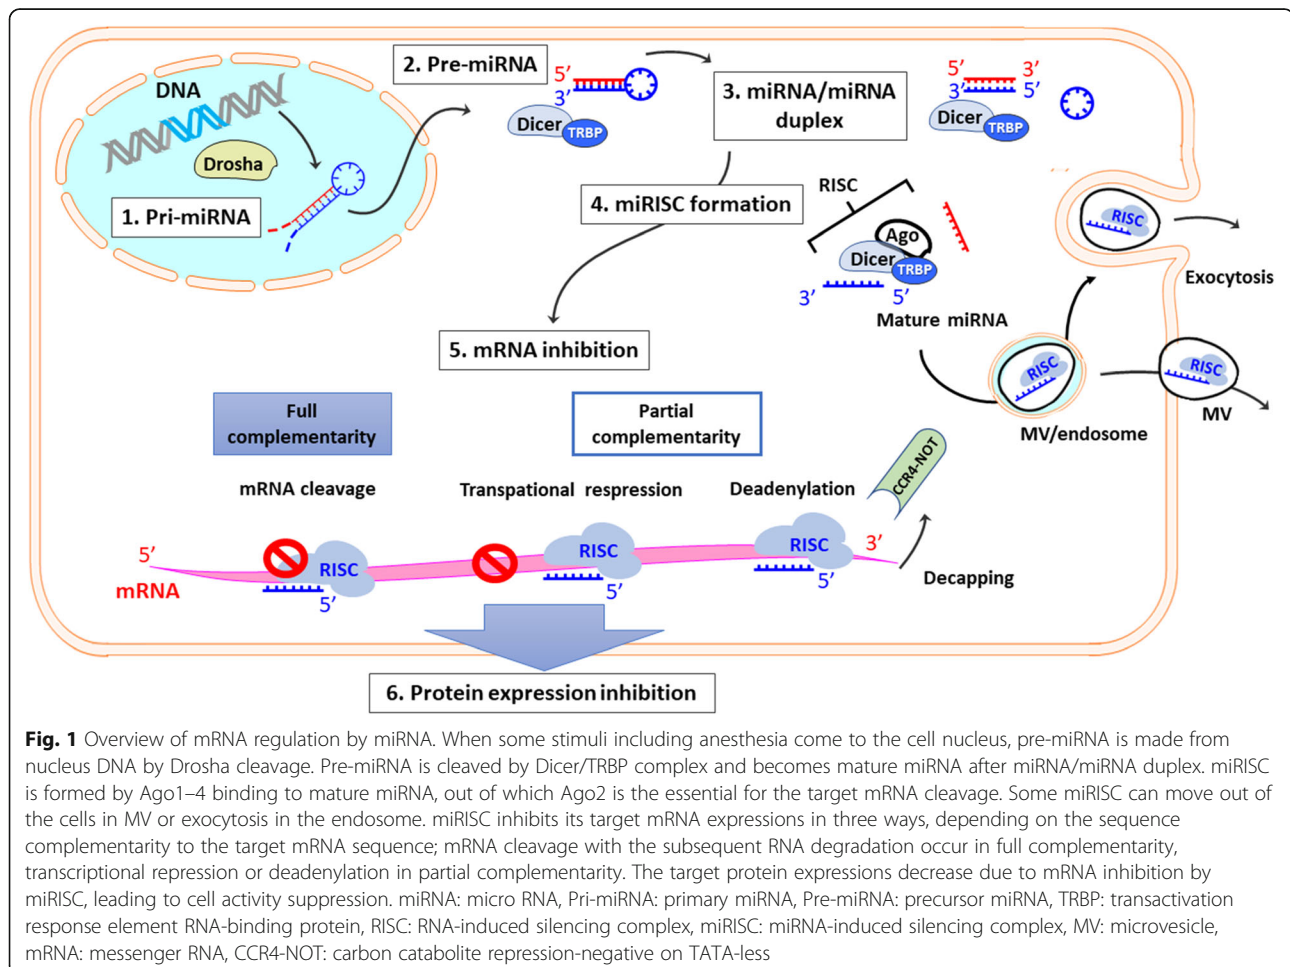 DNA
Drosha
1. Pri-miRNA
2. Pre-miRNA
5’
3’
Dicer
TRBP
3. miRNA/miRNA
duplex
5’ 3’
3’ 5’
Dicer
TRBP
4. miRISC formation
RISC
Ago
Dicer
TRBP
3’ 5’
Mature miRNA
RISC
Exocytosis
RISC
MV/endosome
RISC
MV
5. mRNA inhibition
Full
complementarity
Partial
complementarity
mRNA cleavage
Transpational respression
Deadenylation
CCR4-NOT
5’
mRNA
RISC
5’
RISC
5’
RISC
5’
3’
Decapping
6. Protein expression inhibition
Fig. 1 Overview of mRNA regulation by miRNA. When some stimuli including anesthesia come to the cell nucleus, pre-miRNA is made from
nucleus DNA by Drosha cleavage. Pre-miRNA is cleaved by Dicer/TRBP complex and becomes mature miRNA after miRNA/miRNA duplex. miRISC
is formed by Ago1–4 binding to mature miRNA, out of which Ago2 is the essential for the target mRNA cleavage. Some miRISC can move out of
the cells in MV or exocytosis in the endosome. miRISC inhibits its target mRNA expressions in three ways, depending on the sequence
complementarity to the target mRNA sequence; mRNA cleavage with the subsequent RNA degradation occur in full complementarity,
transcriptional repression or deadenylation in partial complementarity. The target protein expressions decrease due to mRNA inhibition by
miRISC, leading to cell activity suppression. miRNA: micro RNA, Pri-miRNA: primary miRNA, Pre-miRNA: precursor miRNA, TRBP: transactivation
response element RNA-binding protein, RISC: RNA-induced silencing complex, miRISC: miRNA-induced silencing complex, MV: microvesicle,
mRNA: messenger RNA, CCR4-NOT: carbon catabolite repression-negative on TATA-less